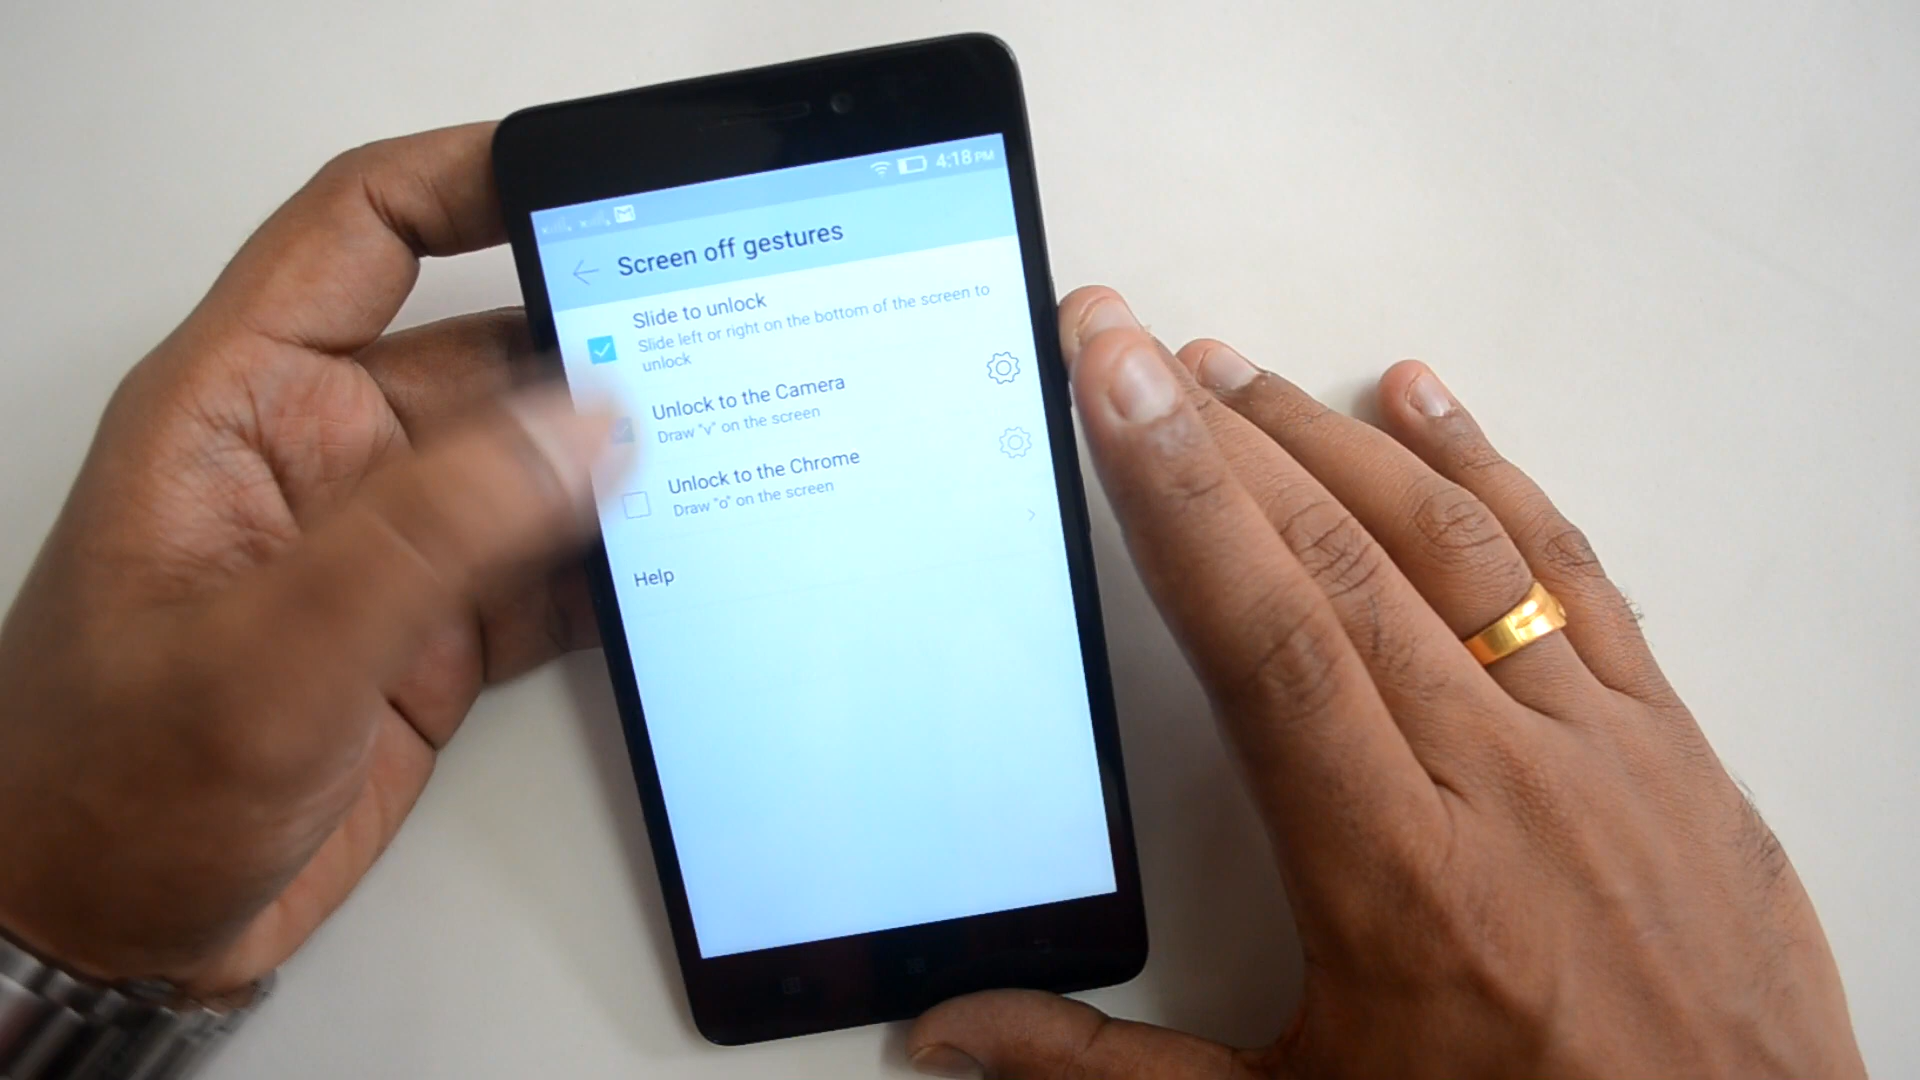 4:18 PM
Screen off gestures
Slide to unlock
Slide left or right on the bottom of the screen to
unlock
Unlock to the Camera
Draw "v" on the screen
Unlock to the Chrome
Draw "o" on the screen
Help